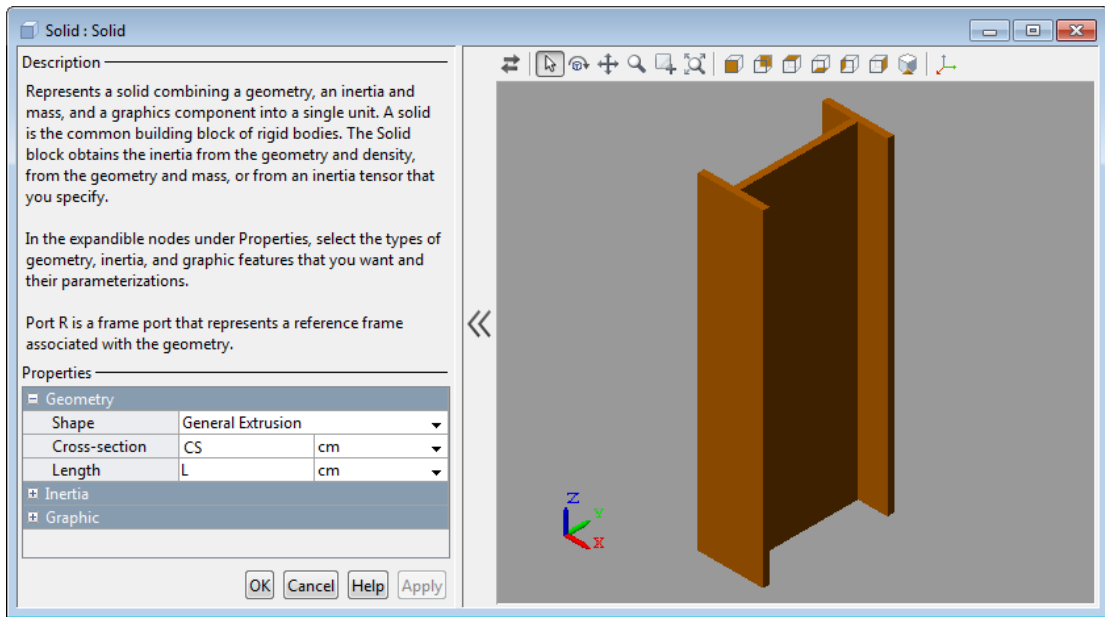 Solid : Solid
Description
Represents a solid combining a geometry, an inertia and
mass, and a graphics component into a single unit. A solid
is the common building block of rigid bodies. The Solid
block obtains the inertia from the geometry and density,
from the geometry and mass, or from an inertia tensor that
you specify.
In the expandible nodes under Properties, select the types of
geometry, inertia, and graphic features that you want and
their parameterizations.
Port R is a frame port that represents a reference frame
associated with the geometry.
Properties
Geometry
Shape General Extrusion
Cross-section CS cm
Length L cm
Inertia
Graphic
OK Cancel Help Apply
Z
Y
X